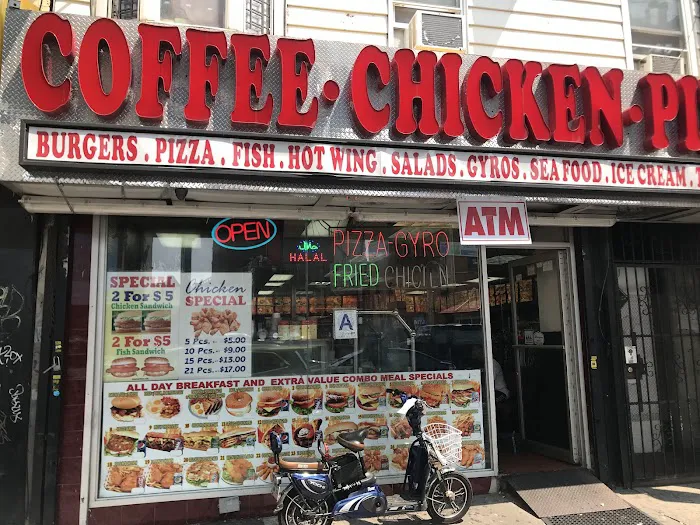 COFFEE · CHICKEN · PI
BURGERS . PIZZA . FISH . HOT WING . SALADS . GYROS . SEA FOOD . ICE CREAM .
ATM
OPEN
حلال
HALAL
PIZZA-GYRO
FRIED CHICKEN
A
SPECIAL
2 For $ 5
Chicken Sandwich
2 For $5
Fish Sandwich
Chicken
SPECIAL
5 Pcs. - $5.00
10 Pcs. - $9.00
15 Pcs. - $13.00
21 Pcs. - $17.00
ALL DAY BREAKFAST AND EXTRA VALUE COMBO MEAL SPECIALS